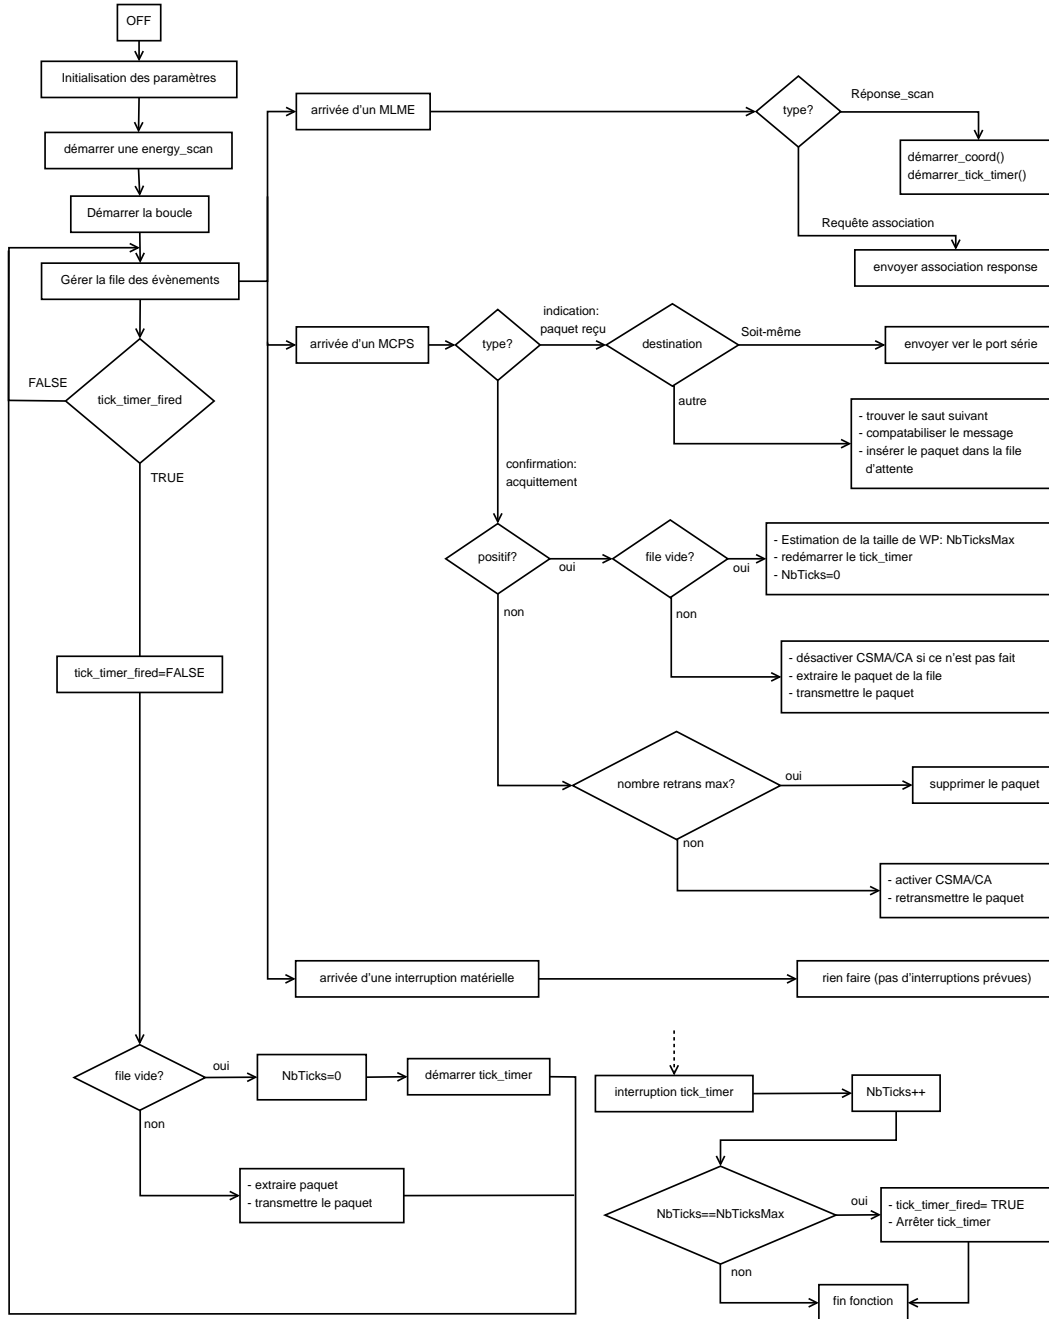 OFF
Initialisation des paramètres
démarrer une energy_scan
Démarrer la boucle
Gérer la file des évènements
FALSE
tick_timer_fired
TRUE
tick_timer_fired=FALSE
file vide?
oui
NbTicks=0
démarrer tick_timer
non
- extraire paquet
- transmettre le paquet
arrivée d'un MLME
type?
Réponse_scan
démarrer_coord()
démarrer_tick_timer()
Requête association
envoyer association response
arrivée d'un MCPS
type?
indication:
paquet reçu
destination
Soit-même
envoyer ver le port série
autre
- trouver le saut suivant
- compatabiliser le message
- insérer le paquet dans la file
d'attente
confirmation:
acquittement
positif?
oui
file vide?
oui
- Estimation de la taille de WP: NbTicksMax
- redémarrer le tick_timer
- NbTicks=0
non
non
- désactiver CSMA/CA si ce n'est pas fait
- extraire le paquet de la file
- transmettre le paquet
nombre retrans max?
oui
supprimer le paquet
non
- activer CSMA/CA
- retransmettre le paquet
arrivée d'une interruption matérielle
rien faire (pas d'interruptions prévues)
interruption tick_timer
NbTicks++
NbTicks==NbTicksMax
oui
- tick_timer_fired= TRUE
- Arrêter tick_timer
non
fin fonction